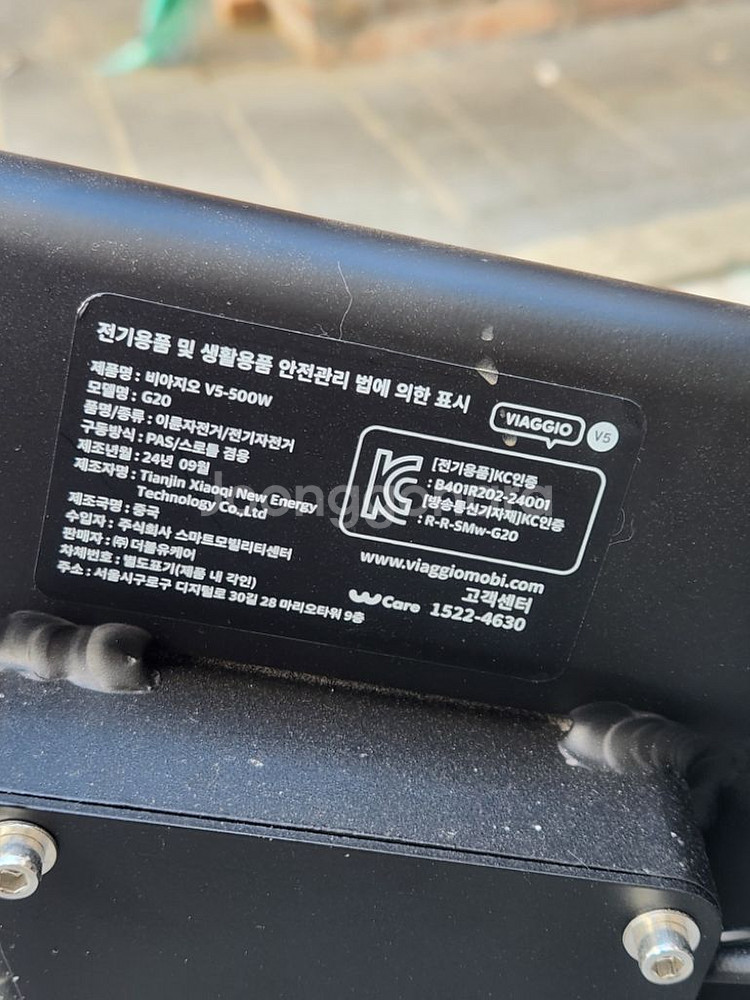 전기용품 및 생활용품 안전관리 법에 의한 표시
제품명 : 비아지오 V5-500W
모델명 : G20
품명/종류 : 이륜자전거/전기자전거
구동방식 : PAS/스로틀 겸용
제조년월 : 24년 09월
제조자명 : Tianjin Xiaoqi New Energy
Technology Co.,Ltd
제조국명 : 중국
수입자 : 주식회사 스마트모빌리티센터
판매자 : ㈜ 더블유케어
차체번호 : 별도표기(제품 내 각인)
주소 : 서울시구로구 디지털로 30길 28 마리오타워 9층
VIAGGIO V5
[전기용품]KC인증
: B401R202-24001
[방송통신기자재]KC인증
: R-R-SMw-G20
www.viaggiomobi.com
고객센터
Care 1522-4630